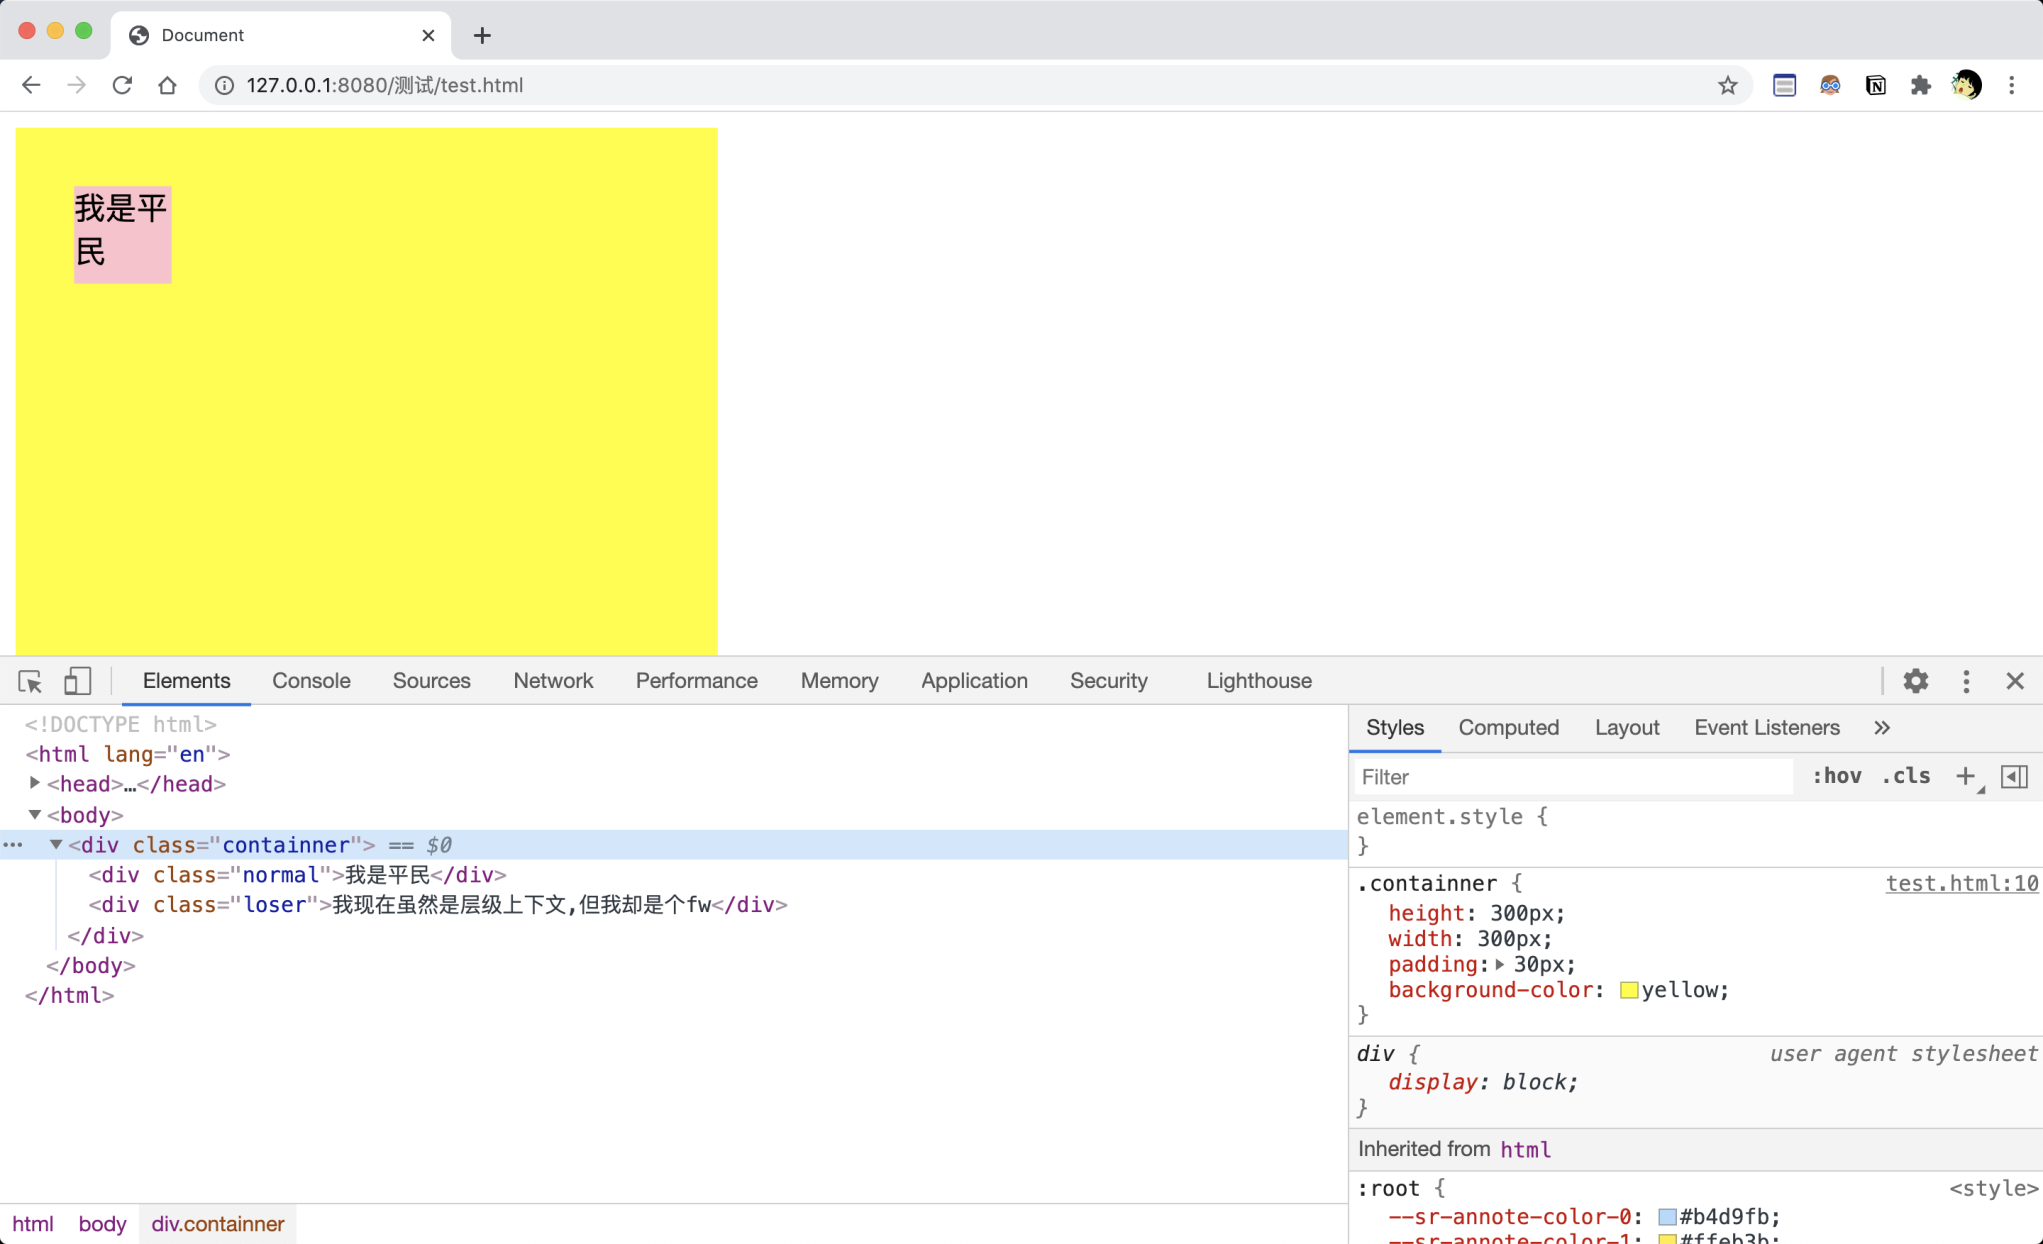 Document
127.0.0.1:8080/测试/test.html
我是平
民
Elements Console Sources Network Performance Memory Application Security Lighthouse
<!DOCTYPE html>
<html lang="en">
<head>…</head>
<body>
<div class="containner"> == $0
<div class="normal">我是平民</div>
<div class="loser">我现在虽然是层级上下文,但我却是个fw</div>
</div>
</body>
</html>
html body div.containner
Styles Computed Layout Event Listeners »
Filter :hov .cls +
element.style {
}
.containner { test.html:10
height: 300px;
width: 300px;
padding: 30px;
background-color: yellow;
}
div { user agent stylesheet
display: block;
}
Inherited from html
:root { <style>
--sr-annote-color-0: #b4d9fb;
--sr-annote-color-1: #ffeb3b;